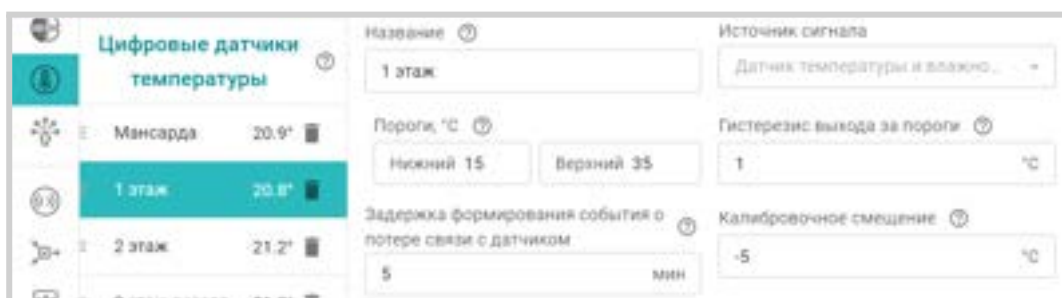 Цифровые датчики
температуры
Мансарда 20.9°
1 этаж 20.8°
2 этаж 21.2°
Название
1 этаж
Пороги, °C
Нижний 15
Верхний 35
Задержка формирования события о
потере связи с датчиком
5 мин
Источник сигнала
Датчик температуры и влажно...
Гистерезис выхода за пороги
1 °C
Калибровочное смещение
-5 °C